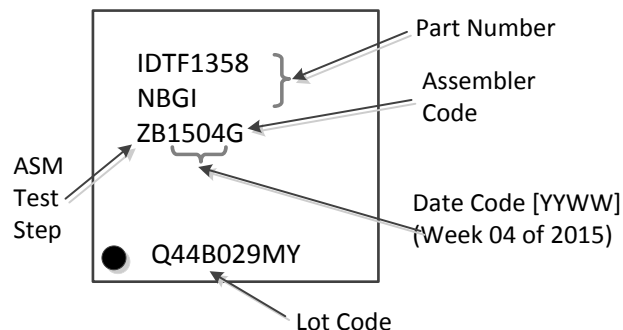 Part Number
IDTF1358
NBGI
Assembler
Code
ZB1504G
ASM
Test
Step
Date Code [YYWW]
(Week 04 of 2015)
Q44B029MY
Lot Code